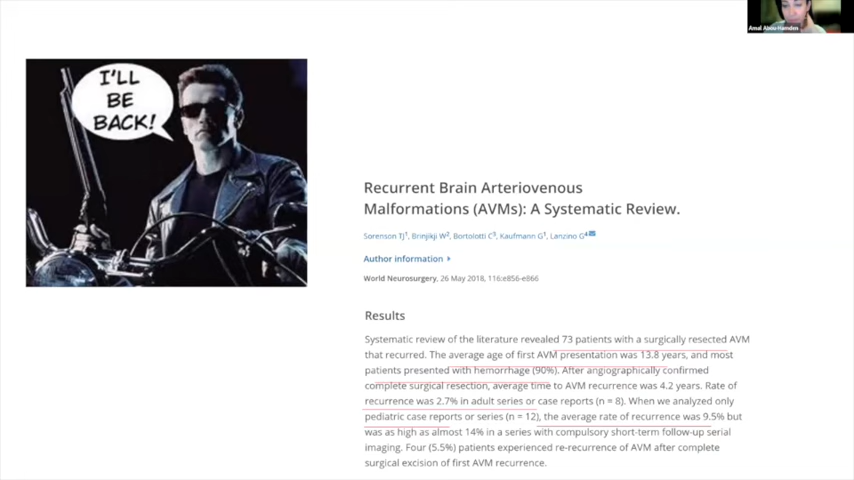 Amal Abou-Hamden
I'LL
BE
BACK!
Recurrent Brain Arteriovenous
Malformations (AVMs): A Systematic Review.
Sorenson TJ1, Brinjikji W2, Bortolotti C3, Kaufmann G1, Lanzino G4
Author information
World Neurosurgery, 26 May 2018, 116:e856-e866
Results
Systematic review of the literature revealed 73 patients with a surgically resected AVM
that recurred. The average age of first AVM presentation was 13.8 years, and most
patients presented with hemorrhage (90%). After angiographically confirmed
complete surgical resection, average time to AVM recurrence was 4.2 years. Rate of
recurrence was 2.7% in adult series or case reports (n = 8). When we analyzed only
pediatric case reports or series (n = 12), the average rate of recurrence was 9.5% but
was as high as almost 14% in a series with compulsory short-term follow-up serial
imaging. Four (5.5%) patients experienced re-recurrence of AVM after complete
surgical excision of first AVM recurrence.